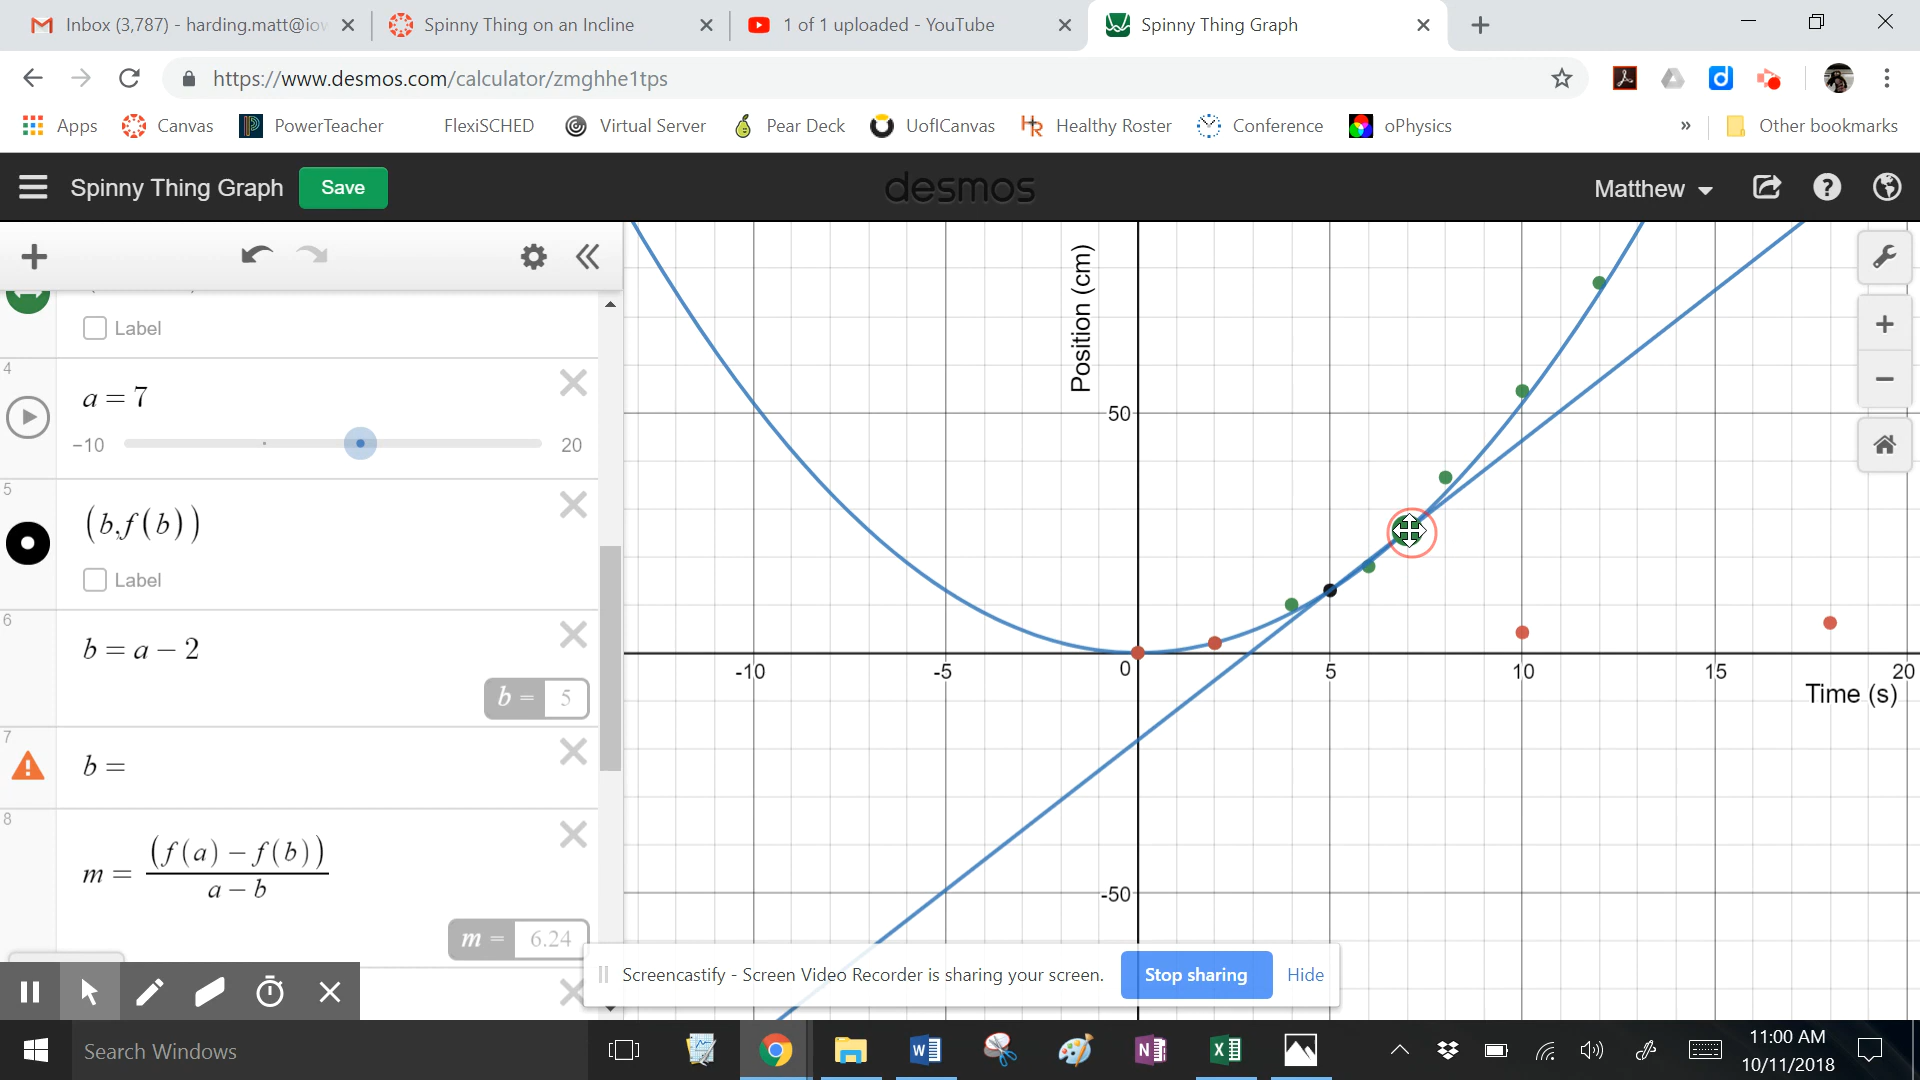 Inbox (3,787) - harding.matt@iow
Spinny Thing on an Incline
1 of 1 uploaded - YouTube
Spinny Thing Graph
https://www.desmos.com/calculator/zmghhe1tps
Apps
Canvas
PowerTeacher
FlexiSCHED
Virtual Server
Pear Deck
UofICanvas
Healthy Roster
Conference
oPhysics
»
Other bookmarks
Spinny Thing Graph
Save
desmos
Matthew
Label
4
a = 7
-10
20
5
(b,f(b))
Label
6
b = a − 2
b = 5
7
b =
8
m = (f(a) − f(b)) / a − b
m = 6.24
Position (cm)
50
-10
-5
0
5
10
15
20
Time (s)
-50
Screencastify - Screen Video Recorder is sharing your screen.
Stop sharing
Hide
Search Windows
11:00 AM
10/11/2018